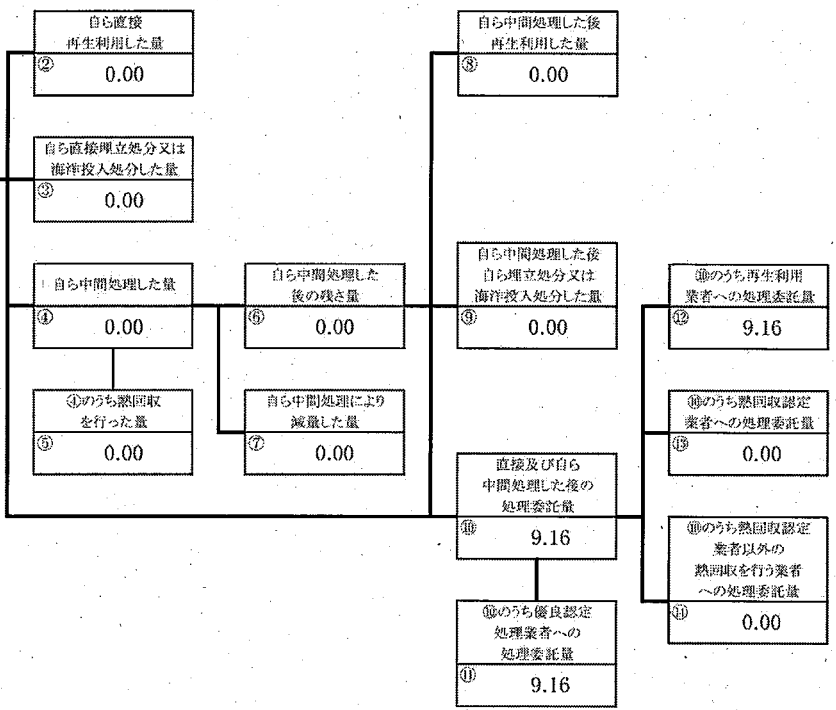 自ら直接
再生利用した量
②
0.00
自ら直接埋立処分又は
海洋投入処分した量
③
0.00
自ら中間処理した量
④
0.00
④のうち熱回収
を行った量
⑤
0.00
自ら中間処理した
後の残さ量
⑥
0.00
自ら中間処理により
減量した量
⑦
0.00
自ら中間処理した後
再生利用した量
⑧
0.00
自ら中間処理した後
自ら埋立処分又は
海洋投入処分した量
⑨
0.00
直接及び自ら
中間処理した後の
処理委託量
⑩
9.16
⑩のうち優良認定
処理業者への
処理委託量
⑪
9.16
⑩のうち再生利用
業者への処理委託量
⑫
9.16
⑩のうち熱回収認定
業者への処理委託量
⑬
0.00
⑩のうち熱回収認定
業者以外の
熱回収を行う業者
への処理委託量
⑭
0.00